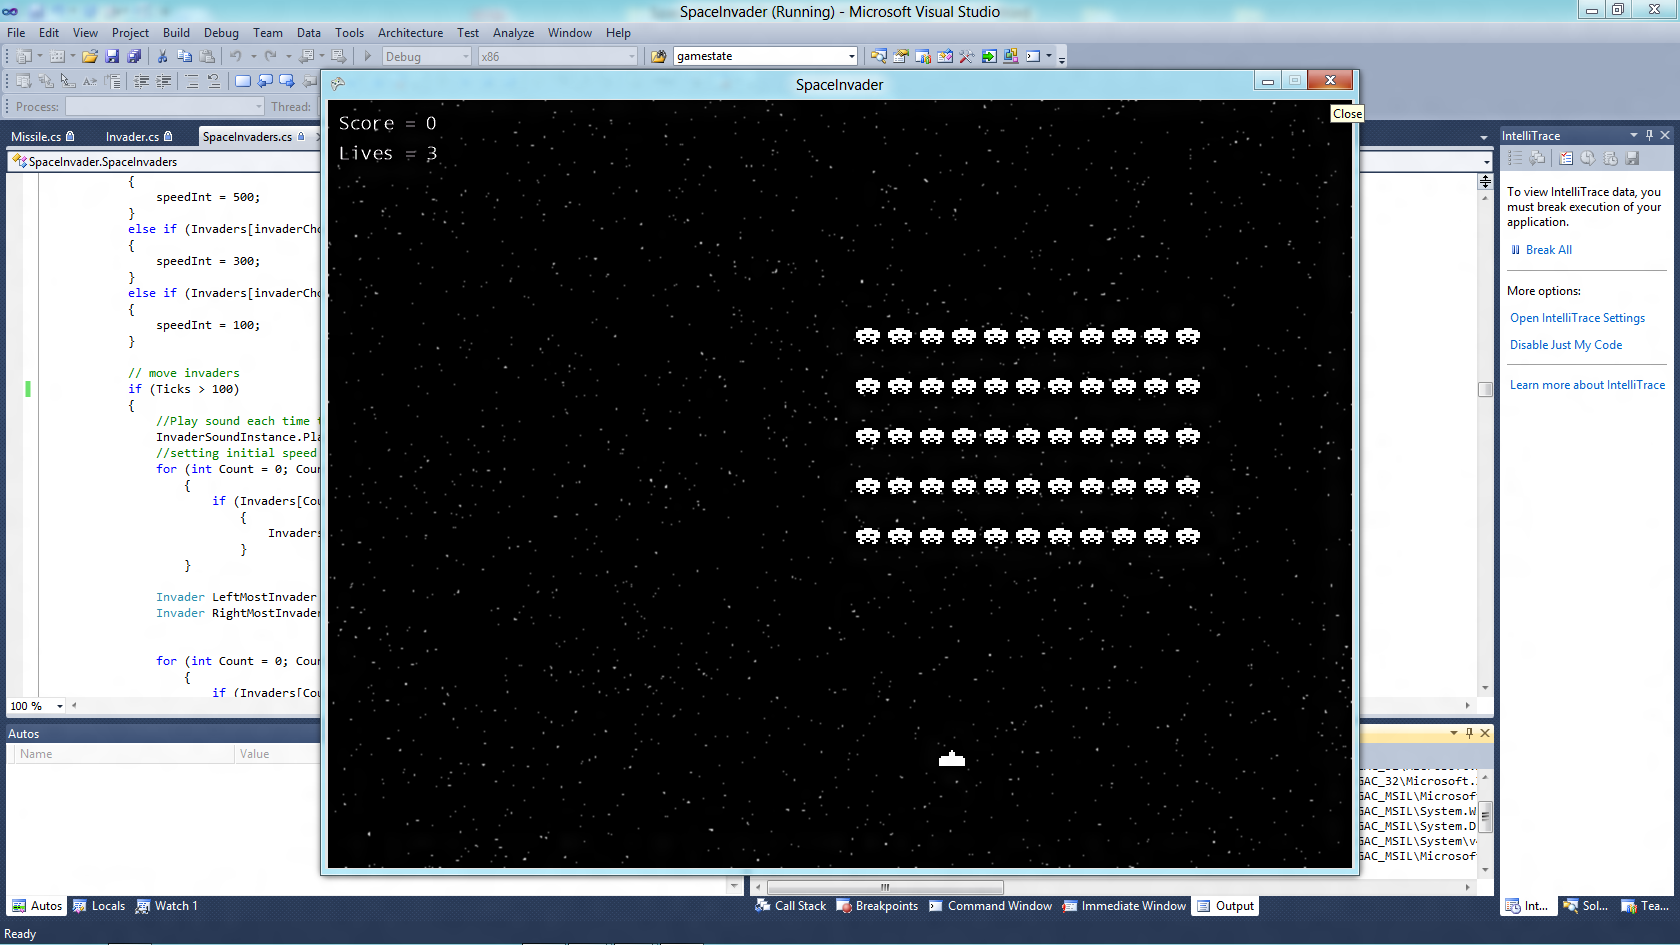 SpaceInvader (Running) - Microsoft Visual Studio
File Edit View Project Build Debug Team Data Tools Architecture Test Analyze Window Help
Debug x86 gamestate
Process: Thread:
SpaceInvader
Close
Missile.cs Invader.cs SpaceInvaders.cs
SpaceInvader.SpaceInvaders
{
speedInt = 500;
}
else if (Invaders[invaderCho
{
speedInt = 300;
}
else if (Invaders[invaderCho
{
speedInt = 100;
}
// move invaders
if (Ticks > 100)
{
//Play sound each time t
InvaderSoundInstance.Pla
//setting initial speed
for (int Count = 0; Coun
{
if (Invaders[Cou
{
Invaders
}
}
Invader LeftMostInvader
Invader RightMostInvader
for (int Count = 0; Coun
{
if (Invaders[Cou
100 %
Score = 0
Lives = 3
IntelliTrace
To view IntelliTrace data, you
must break execution of your
application.
Break All
More options:
Open IntelliTrace Settings
Disable Just My Code
Learn more about IntelliTrace
Autos
Name Value
GAC_32\Microsoft.
GAC_MSIL\Microsof
GAC_MSIL\System.W
GAC_MSIL\System.D
GAC_MSIL\System\v
GAC_MSIL\Microsof
Autos Locals Watch 1
Call Stack Breakpoints Command Window Immediate Window Output
Int... Sol... Tea...
Ready